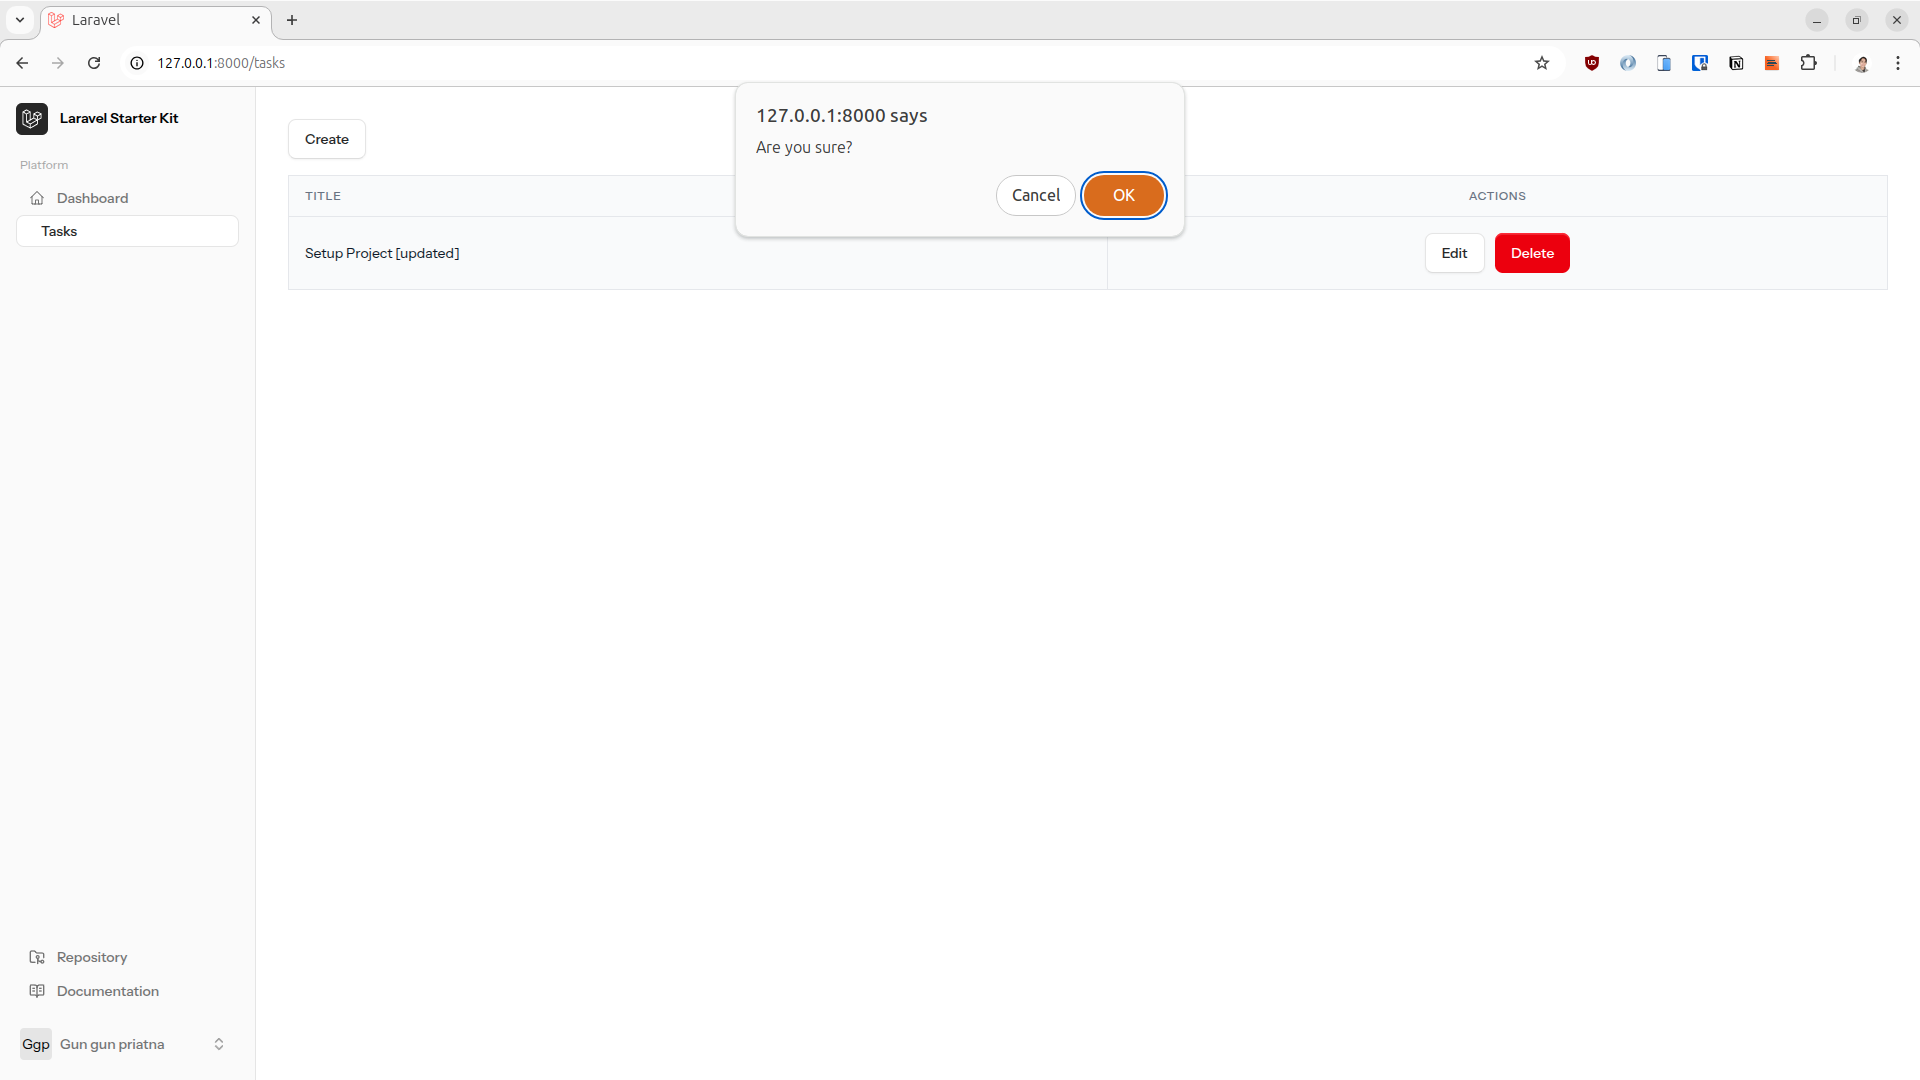 Laravel
127.0.0.1:8000/tasks
Laravel Starter Kit
Platform
Dashboard
Tasks
Repository
Documentation
Ggp Gun gun priatna
Create
127.0.0.1:8000 says
Are you sure?
Cancel OK
TITLE ACTIONS
Setup Project [updated] Edit Delete